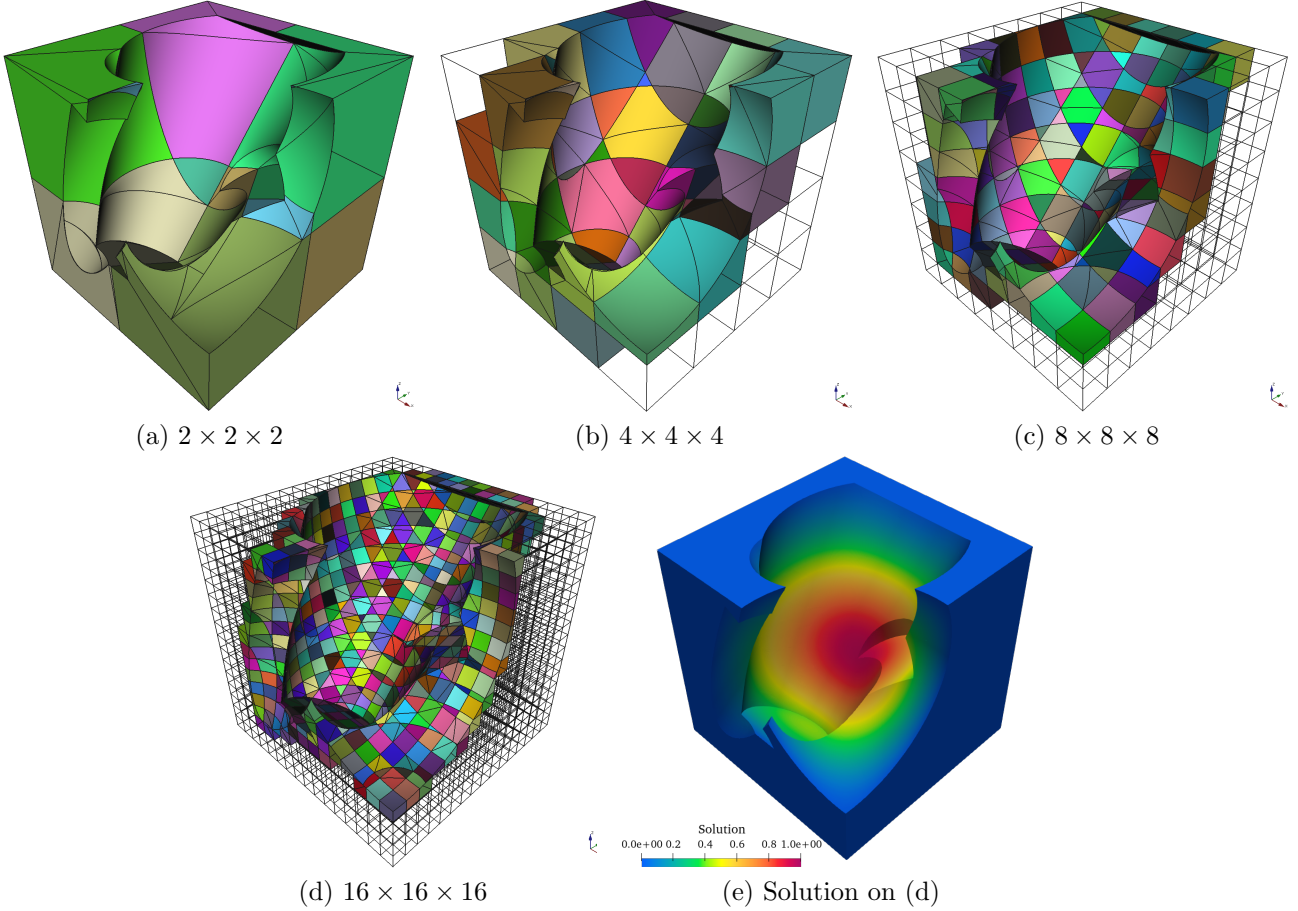 (a) 2 × 2 × 2
(b) 4 × 4 × 4
(c) 8 × 8 × 8
Solution
0.0e+00 0.2 0.4 0.6 0.8 1.0e+00
(d) 16 × 16 × 16
(e) Solution on (d)